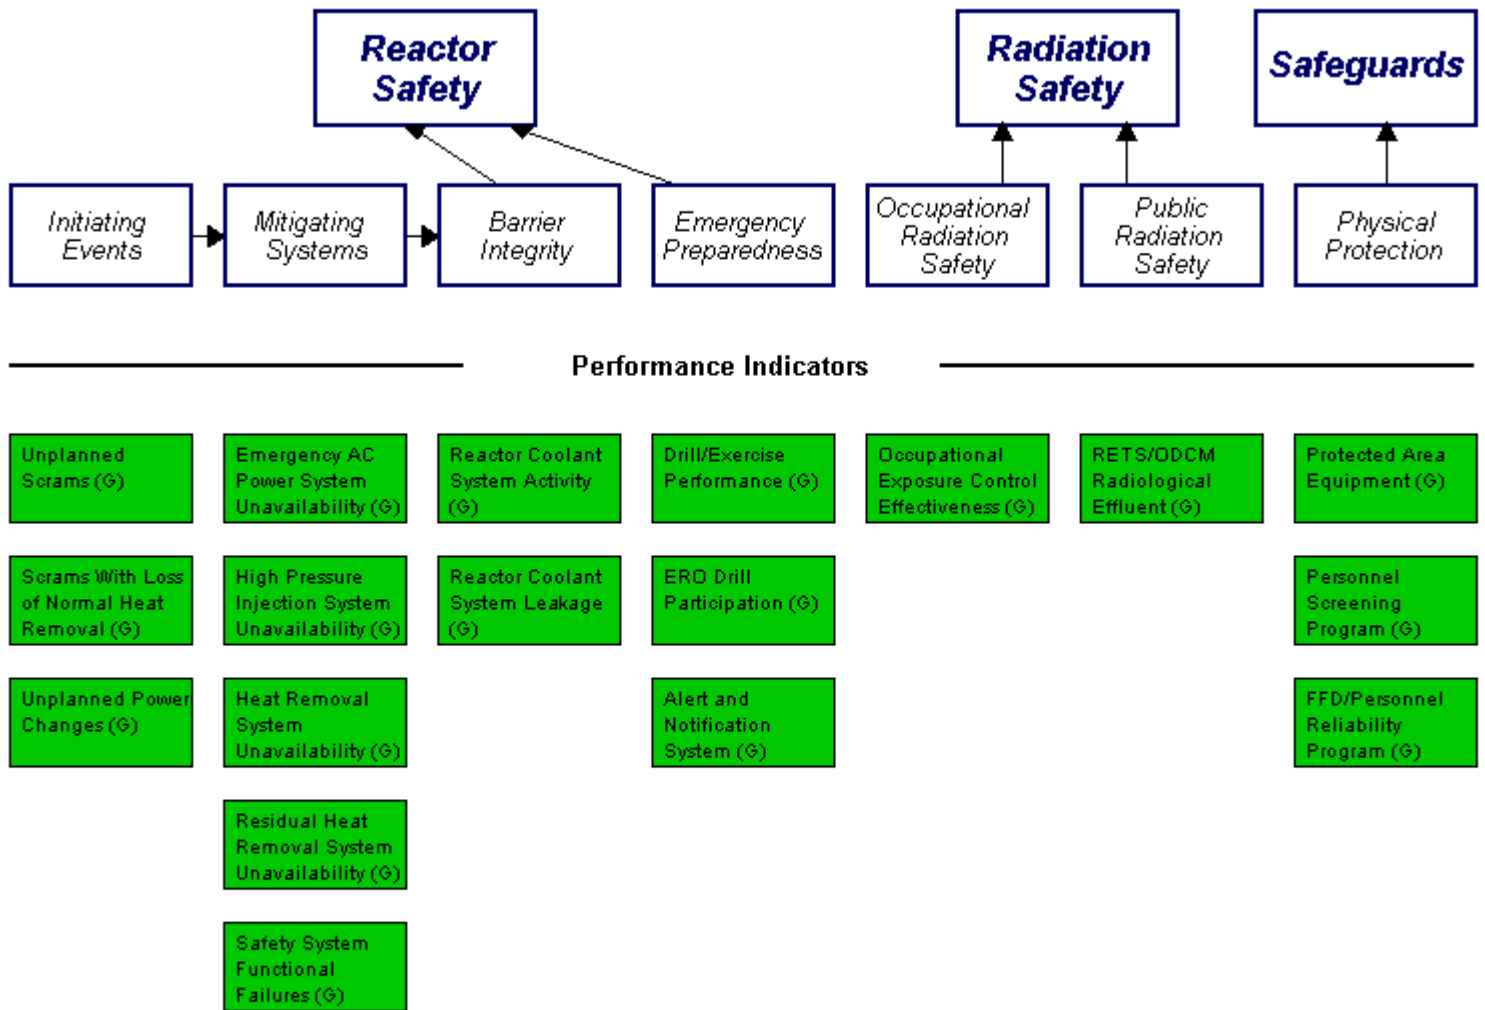 Reactor
Safety
Radiation
Safety
Safeguards
Initiating
Events
Mitigating
Systems
Barrier
Integrity
Emergency
Preparedness
Occupational
Radiation
Safety
Public
Radiation
Safety
Physical
Protection
Performance Indicators
Unplanned
Scrams (G)
Emergency AC
Power System
Unavailability (G)
Reactor Coolant
System Activity
(G)
Drill/Exercise
Performance (G)
Occupational
Exposure Control
Effectiveness (G)
RETS/ODCM
Radiological
Effluent (G)
Protected Area
Equipment (G)
Scrams With Loss
of Normal Heat
Removal (G)
High Pressure
Injection System
Unavailability (G)
Reactor Coolant
System Leakage
(G)
ERO Drill
Participation (G)
Personnel
Screening
Program (G)
Unplanned Power
Changes (G)
Heat Removal
System
Unavailability (G)
Alert and
Notification
System (G)
FFD/Personnel
Reliability
Program (G)
Residual Heat
Removal System
Unavailability (G)
Safety System
Functional
Failures (G)